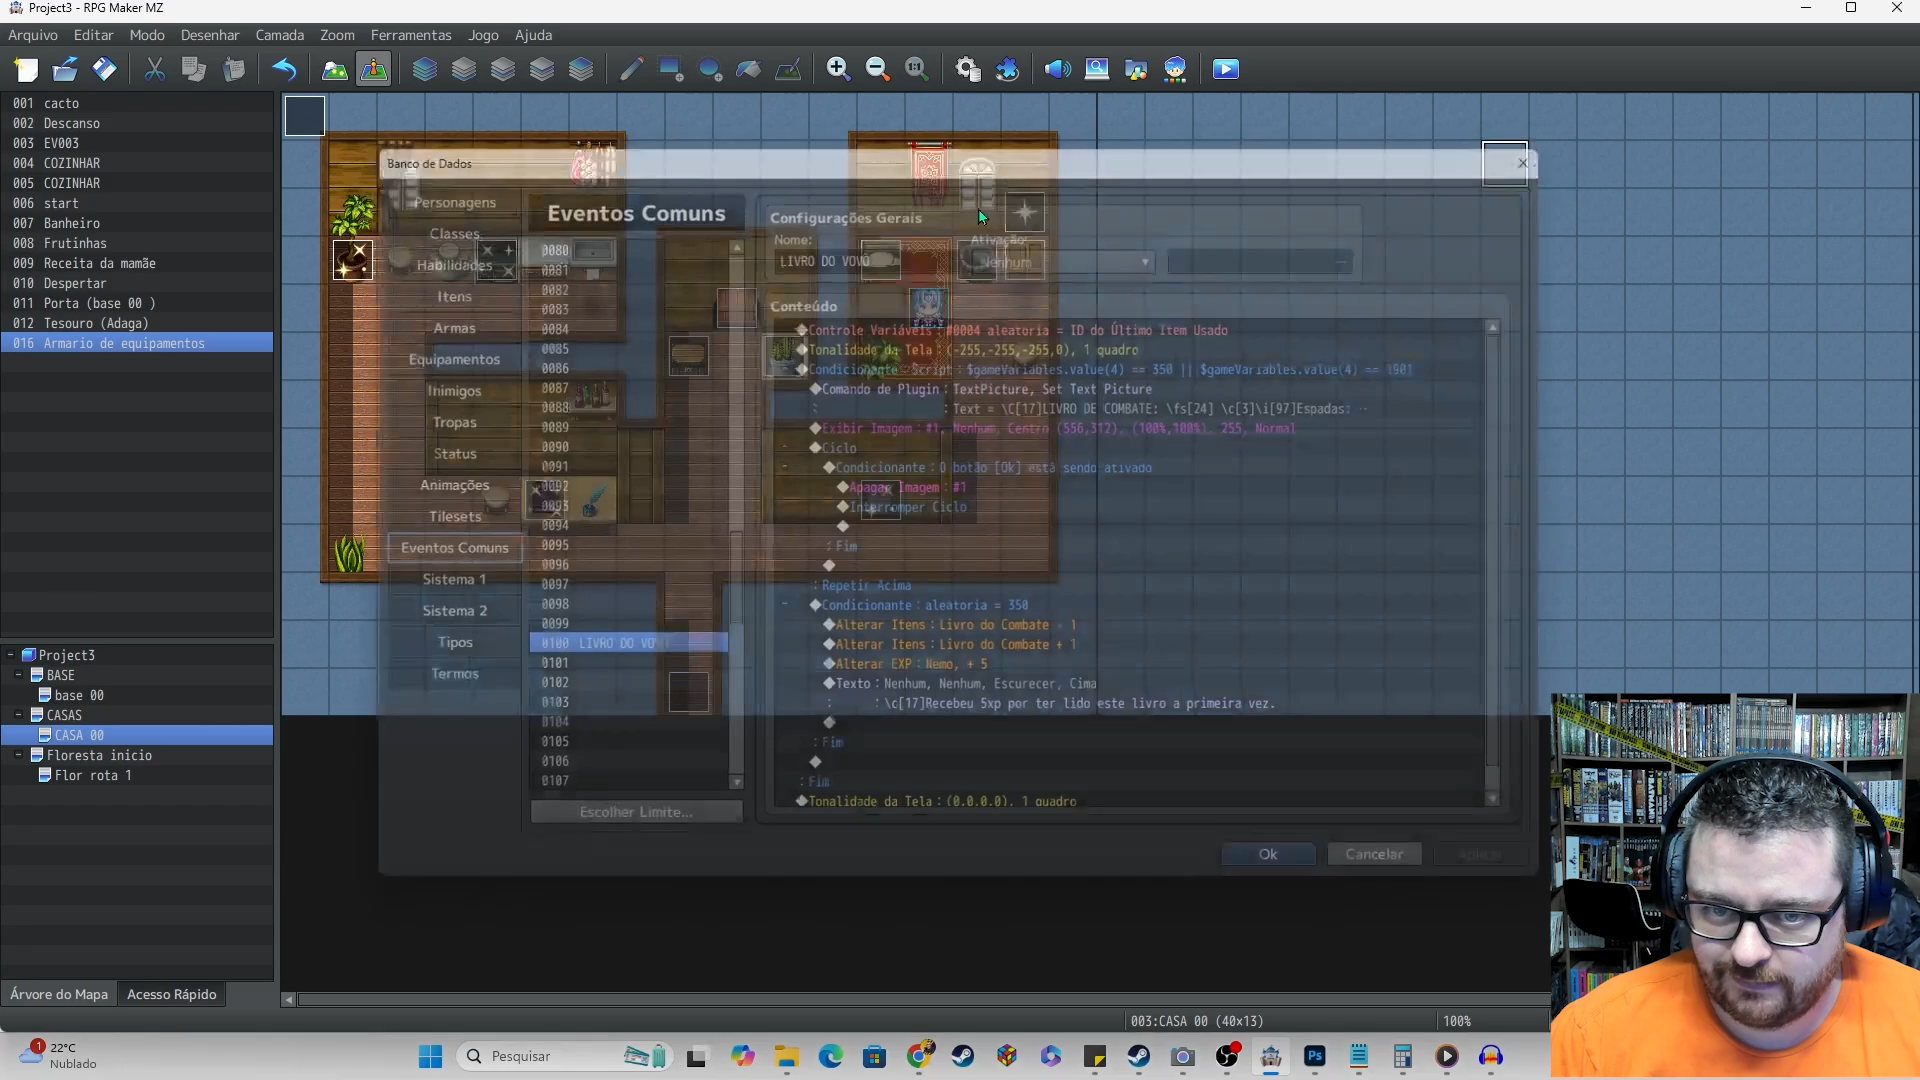 Project3 - RPG Maker MZ
Arquivo Editar Modo Desenhar Camada Zoom Ferramentas Jogo Ajuda
1:1
001 cacto
002 Descanso
003 EV003
004 COZINHAR
005 COZINHAR
006 start
007 Banheiro
008 Frutinhas
009 Receita da mamãe
010 Despertar
011 Porta (base 00 )
012 Tesouro (Adaga)
016 Armario de equipamentos
Project3
BASE
base 00
CASAS
CASA 00
Floresta inicio
Flor rota 1
Árvore do Mapa
Acesso Rápido
Banco de Dados
Personagens
Classes
Habilidades
Itens
Armas
Equipamentos
Inimigos
Tropas
Status
Animações
Tilesets
Eventos Comuns
Sistema 1
Sistema 2
Tipos
Termos
Eventos Comuns
0080
0081
0082
0083
0084
0085
0086
0087
0088
0089
0090
0091
0092
0093
0094
0095
0096
0097
0098
0099
0100 LIVRO DO VOVÔ
0101
0102
0103
0104
0105
0106
0107
Escolher Limite...
Configurações Gerais
Nome:
LIVRO DO VOVÔ
Ativação:
Nenhum
Conteúdo
◆Controle Variáveis : #0004 aleatoria = ID do Último Item Usado
◆Tonalidade da Tela : (-255,-255,-255,0), 1 quadro
◆Condicionante : Script : $gameVariables.value(4) == 350 || $gameVariables.value(4) == 1901
◆Comando de Plugin : TextPicture, Set Text Picture
: : Text = \C[17]LIVRO DE COMBATE: \fs[24] \c[3]\i[97]Espadas: ...
◆Exibir Imagem : #1, Nenhum, Centro (556,312), (100%,100%), 255, Normal
◆Ciclo
◆Condicionante : O botão [Ok] está sendo ativado
◆Apagar Imagem : #1
◆Interromper Ciclo
◆
: Fim
◆
: Repetir Acima
◆Condicionante : aleatoria = 350
◆Alterar Itens : Livro do Combate - 1
◆Alterar Itens : Livro do Combate + 1
◆Alterar EXP : Nemo, + 5
◆Texto : Nenhum, Nenhum, Escurecer, Cima
: : \c[17]Recebeu 5xp por ter lido este livro a primeira vez.
◆
: Fim
◆
: Fim
◆Tonalidade da Tela : (0,0,0,0), 1 quadro
Ok
Cancelar
003:CASA 00 (40x13)
100%
1
22°C
Nublado
Pesquisar
Ps